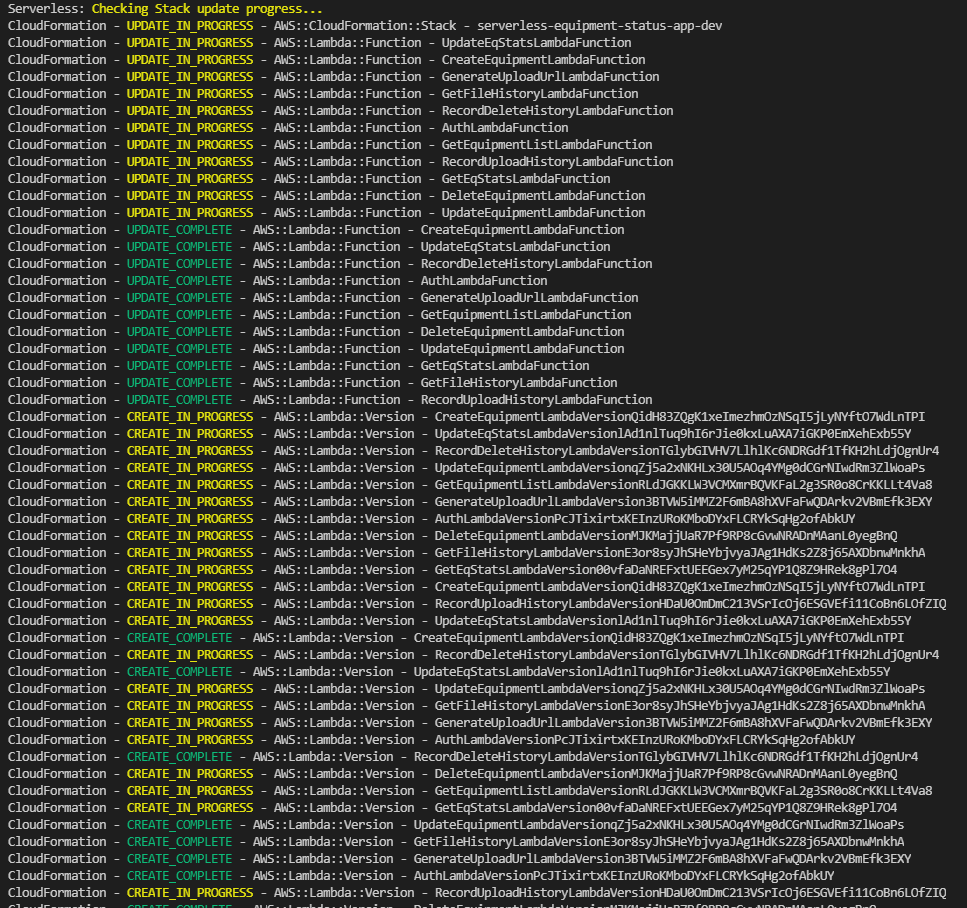 Serverless: Checking Stack update progress...
CloudFormation - UPDATE_IN_PROGRESS - AWS::CloudFormation::Stack - serverless-equipment-status-app-dev
CloudFormation - UPDATE_IN_PROGRESS - AWS::Lambda::Function - UpdateEqStatsLambdaFunction
CloudFormation - UPDATE_IN_PROGRESS - AWS::Lambda::Function - CreateEquipmentLambdaFunction
CloudFormation - UPDATE_IN_PROGRESS - AWS::Lambda::Function - GenerateUploadUrlLambdaFunction
CloudFormation - UPDATE_IN_PROGRESS - AWS::Lambda::Function - GetFileHistoryLambdaFunction
CloudFormation - UPDATE_IN_PROGRESS - AWS::Lambda::Function - RecordDeleteHistoryLambdaFunction
CloudFormation - UPDATE_IN_PROGRESS - AWS::Lambda::Function - AuthLambdaFunction
CloudFormation - UPDATE_IN_PROGRESS - AWS::Lambda::Function - GetEquipmentListLambdaFunction
CloudFormation - UPDATE_IN_PROGRESS - AWS::Lambda::Function - RecordUploadHistoryLambdaFunction
CloudFormation - UPDATE_IN_PROGRESS - AWS::Lambda::Function - GetEqStatsLambdaFunction
CloudFormation - UPDATE_IN_PROGRESS - AWS::Lambda::Function - DeleteEquipmentLambdaFunction
CloudFormation - UPDATE_IN_PROGRESS - AWS::Lambda::Function - UpdateEquipmentLambdaFunction
CloudFormation - UPDATE_COMPLETE - AWS::Lambda::Function - CreateEquipmentLambdaFunction
CloudFormation - UPDATE_COMPLETE - AWS::Lambda::Function - UpdateEqStatsLambdaFunction
CloudFormation - UPDATE_COMPLETE - AWS::Lambda::Function - RecordDeleteHistoryLambdaFunction
CloudFormation - UPDATE_COMPLETE - AWS::Lambda::Function - AuthLambdaFunction
CloudFormation - UPDATE_COMPLETE - AWS::Lambda::Function - GenerateUploadUrlLambdaFunction
CloudFormation - UPDATE_COMPLETE - AWS::Lambda::Function - GetEquipmentListLambdaFunction
CloudFormation - UPDATE_COMPLETE - AWS::Lambda::Function - DeleteEquipmentLambdaFunction
CloudFormation - UPDATE_COMPLETE - AWS::Lambda::Function - UpdateEquipmentLambdaFunction
CloudFormation - UPDATE_COMPLETE - AWS::Lambda::Function - GetEqStatsLambdaFunction
CloudFormation - UPDATE_COMPLETE - AWS::Lambda::Function - GetFileHistoryLambdaFunction
CloudFormation - UPDATE_COMPLETE - AWS::Lambda::Function - RecordUploadHistoryLambdaFunction
CloudFormation - CREATE_IN_PROGRESS - AWS::Lambda::Version - CreateEquipmentLambdaVersionQidH83ZQgK1xeImezhmOzNSqI5jLyNYftO7WdLnTPI
CloudFormation - CREATE_IN_PROGRESS - AWS::Lambda::Version - UpdateEqStatsLambdaVersionlAd1nlTuq9hI6rJie0kxLuAXA7iGKP0EmXehExb55Y
CloudFormation - CREATE_IN_PROGRESS - AWS::Lambda::Version - RecordDeleteHistoryLambdaVersionTGlybGIVHV7LlhlKc6NDRGdf1TfKH2hLdjOgnUr4
CloudFormation - CREATE_IN_PROGRESS - AWS::Lambda::Version - UpdateEquipmentLambdaVersionqZj5a2xNKHLx30U5AOq4YMg0dCGrNIwdRm3ZlWoaPs
CloudFormation - CREATE_IN_PROGRESS - AWS::Lambda::Version - GetEquipmentListLambdaVersionRLdJGKKLW3VCMXmrBQVKFaL2g3SR0o8CrKKLLt4Va8
CloudFormation - CREATE_IN_PROGRESS - AWS::Lambda::Version - GenerateUploadUrlLambdaVersion3BTVW5iMMZ2F6mBA8hXVFaFwQDArkv2VBmEfk3EXY
CloudFormation - CREATE_IN_PROGRESS - AWS::Lambda::Version - AuthLambdaVersionPcJTixirtxKEInzURoKMboDYxFLCRYkSqHg2ofAbkUY
CloudFormation - CREATE_IN_PROGRESS - AWS::Lambda::Version - DeleteEquipmentLambdaVersionMJKMajjUaR7Pf9RP8cGvwNRADnMAanL0yegBnQ
CloudFormation - CREATE_IN_PROGRESS - AWS::Lambda::Version - GetFileHistoryLambdaVersionE3or8syJhSHeYbjvyaJAg1HdKs2Z8j65AXDbnwMnkhA
CloudFormation - CREATE_IN_PROGRESS - AWS::Lambda::Version - GetEqStatsLambdaVersion00vfaDaNREFxtUEEGex7yM25qYP1Q8Z9HRek8gPl7O4
CloudFormation - CREATE_IN_PROGRESS - AWS::Lambda::Version - CreateEquipmentLambdaVersionQidH83ZQgK1xeImezhmOzNSqI5jLyNYftO7WdLnTPI
CloudFormation - CREATE_IN_PROGRESS - AWS::Lambda::Version - RecordUploadHistoryLambdaVersionHDaU0OmDmC213VSrIcOj6ESGVEfi11CoBn6LOfZIQ
CloudFormation - CREATE_IN_PROGRESS - AWS::Lambda::Version - UpdateEqStatsLambdaVersionlAd1nlTuq9hI6rJie0kxLuAXA7iGKP0EmXehExb55Y
CloudFormation - CREATE_COMPLETE - AWS::Lambda::Version - CreateEquipmentLambdaVersionQidH83ZQgK1xeImezhmOzNSqI5jLyNYftO7WdLnTPI
CloudFormation - CREATE_IN_PROGRESS - AWS::Lambda::Version - RecordDeleteHistoryLambdaVersionTGlybGIVHV7LlhlKc6NDRGdf1TfKH2hLdjOgnUr4
CloudFormation - CREATE_COMPLETE - AWS::Lambda::Version - UpdateEqStatsLambdaVersionlAd1nlTuq9hI6rJie0kxLuAXA7iGKP0EmXehExb55Y
CloudFormation - CREATE_IN_PROGRESS - AWS::Lambda::Version - UpdateEquipmentLambdaVersionqZj5a2xNKHLx30U5AOq4YMg0dCGrNIwdRm3ZlWoaPs
CloudFormation - CREATE_IN_PROGRESS - AWS::Lambda::Version - GetFileHistoryLambdaVersionE3or8syJhSHeYbjvyaJAg1HdKs2Z8j65AXDbnwMnkhA
CloudFormation - CREATE_IN_PROGRESS - AWS::Lambda::Version - GenerateUploadUrlLambdaVersion3BTVW5iMMZ2F6mBA8hXVFaFwQDArkv2VBmEfk3EXY
CloudFormation - CREATE_IN_PROGRESS - AWS::Lambda::Version - AuthLambdaVersionPcJTixirtxKEInzURoKMboDYxFLCRYkSqHg2ofAbkUY
CloudFormation - CREATE_COMPLETE - AWS::Lambda::Version - RecordDeleteHistoryLambdaVersionTGlybGIVHV7LlhlKc6NDRGdf1TfKH2hLdjOgnUr4
CloudFormation - CREATE_IN_PROGRESS - AWS::Lambda::Version - DeleteEquipmentLambdaVersionMJKMajjUaR7Pf9RP8cGvwNRADnMAanL0yegBnQ
CloudFormation - CREATE_IN_PROGRESS - AWS::Lambda::Version - GetEquipmentListLambdaVersionRLdJGKKLW3VCMXmrBQVKFaL2g3SR0o8CrKKLLt4Va8
CloudFormation - CREATE_IN_PROGRESS - AWS::Lambda::Version - GetEqStatsLambdaVersion00vfaDaNREFxtUEEGex7yM25qYP1Q8Z9HRek8gPl7O4
CloudFormation - CREATE_COMPLETE - AWS::Lambda::Version - UpdateEquipmentLambdaVersionqZj5a2xNKHLx30U5AOq4YMg0dCGrNIwdRm3ZlWoaPs
CloudFormation - CREATE_COMPLETE - AWS::Lambda::Version - GetFileHistoryLambdaVersionE3or8syJhSHeYbjvyaJAg1HdKs2Z8j65AXDbnwMnkhA
CloudFormation - CREATE_COMPLETE - AWS::Lambda::Version - GenerateUploadUrlLambdaVersion3BTVW5iMMZ2F6mBA8hXVFaFwQDArkv2VBmEfk3EXY
CloudFormation - CREATE_COMPLETE - AWS::Lambda::Version - AuthLambdaVersionPcJTixirtxKEInzURoKMboDYxFLCRYkSqHg2ofAbkUY
CloudFormation - CREATE_IN_PROGRESS - AWS::Lambda::Version - RecordUploadHistoryLambdaVersionHDaU0OmDmC213VSrIcOj6ESGVEfi11CoBn6LOfZIQ
CloudFormation - CREATE_COMPLETE - AWS::Lambda::Version